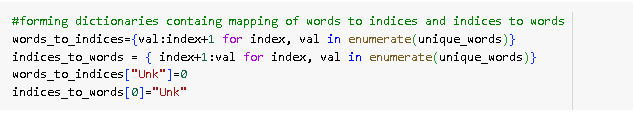 #forming dictionaries containg mapping of words to indices and indices to words
words_to_indices={val:index+1 for index, val in enumerate(unique_words)}
indices_to_words = { index+1:val for index, val in enumerate(unique_words)}
words_to_indices["Unk"]=0
indices_to_words[0]="Unk"